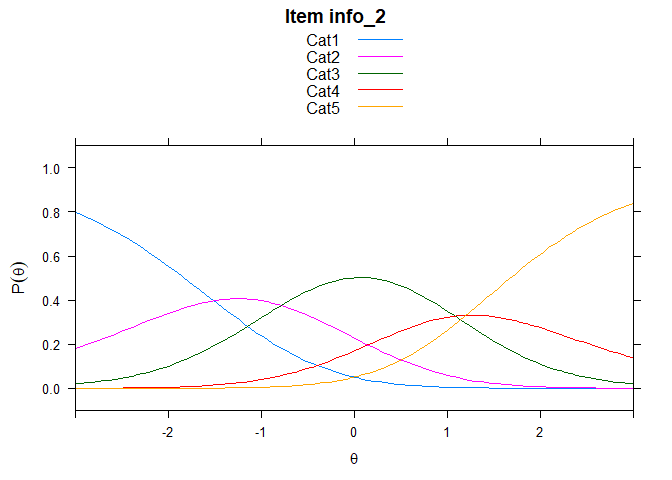 Item info_2
Cat1
Cat2
Cat3
Cat4
Cat5
1.0
0.8
0.6
0.4
0.2
0.0
P(θ)
-2 -1 0 1 2
θ